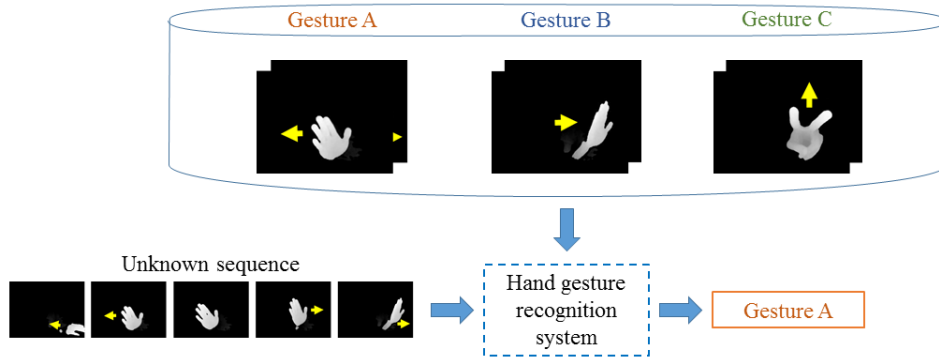 Gesture A
Gesture B
Gesture C
Unknown sequence
Hand gesture
recognition
system
Gesture A